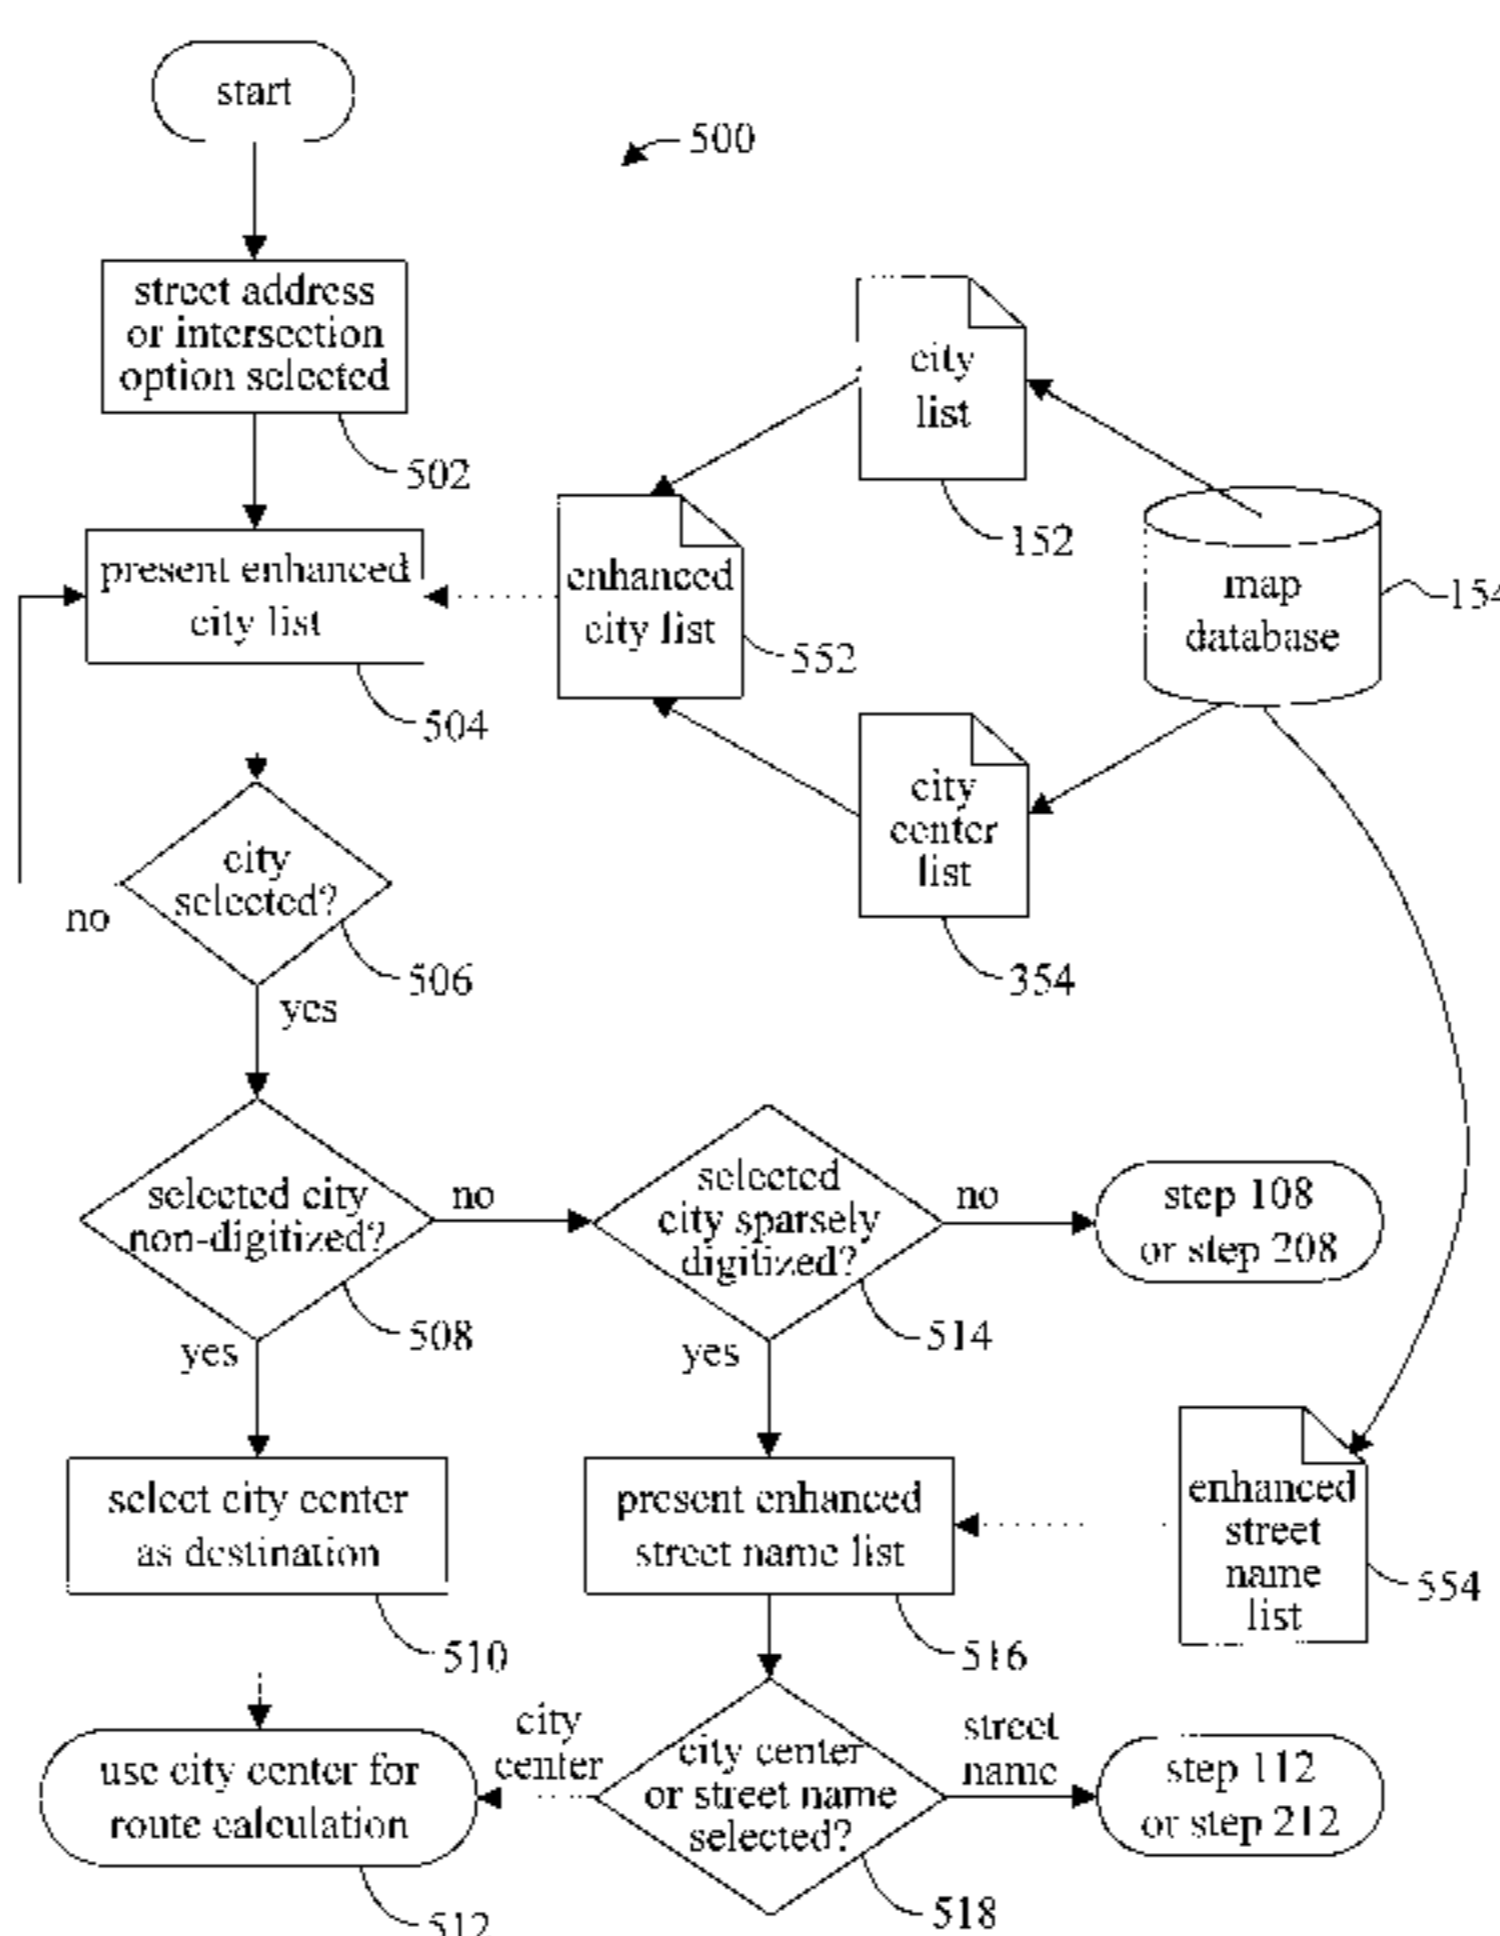 start
500
street address
or intersection
option selected
502
city
list
152
present enhanced
city list
504
enhanced
city list
552
map
database
154
city
center
list
354
city
selected?
506
no
yes
selected city
non-digitized?
508
no
yes
selected
city sparsely
digitized?
514
no
yes
step 108
or step 208
select city center
as destination
510
present enhanced
street name list
516
enhanced
street
name
list
554
use city center for
route calculation
512
city
center
city center
or street name
selected?
518
street
name
step 112
or step 212